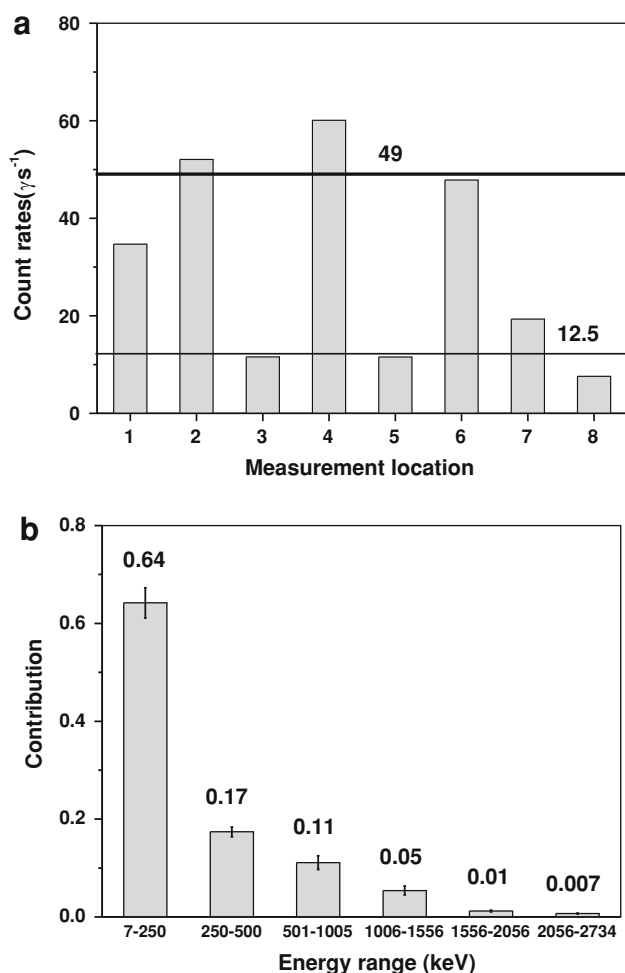 a
80
60
40
20
0
Count rates(γs⁻¹)
49
12.5
1 2 3 4 5 6 7 8
Measurement location
b
0.8
0.6
0.4
0.2
0.0
Contribution
0.64
0.17
0.11
0.05
0.01
0.007
7-250 250-500 501-1005 1006-1556 1556-2056 2056-2734
Energy range (keV)